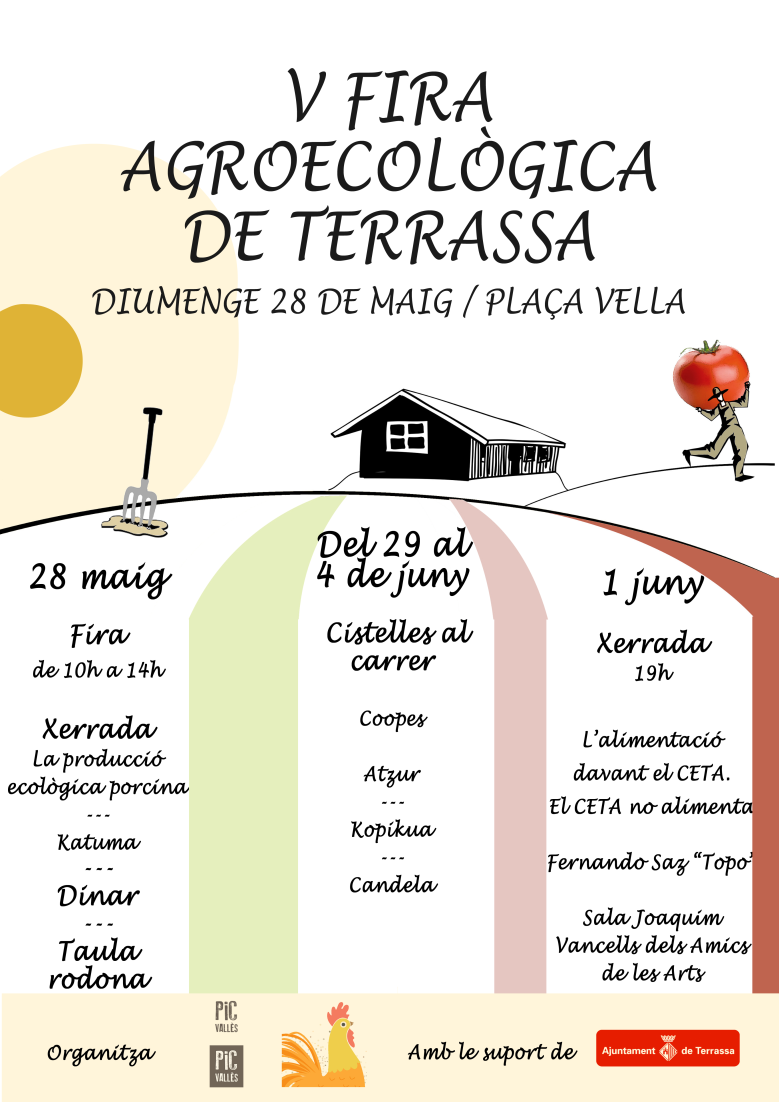 V FIRA
AGROECOLÒGICA
DE TERRASSA
DIUMENGE 28 DE MAIG / PLAÇA VELLA
28 maig
Fira
de 10h a 14h
Xerrada
La producció
ecològica porcina
---
Katuma
---
Dinar
---
Taula
rodona
Del 29 al
4 de juny
Cistelles al
carrer
Coopes
Atzur
---
Kopikua
---
Candela
1 juny
Xerrada
19h
L'alimentació
davant el CETA.
El CETA no alimenta
Fernando Saz "Topo"
Sala Joaquim
Vancells dels Amics
de les Arts
Organitza
PiC
VALLÈS
PiC
VALLÈS
Amb le suport de
Ajuntament de Terrassa